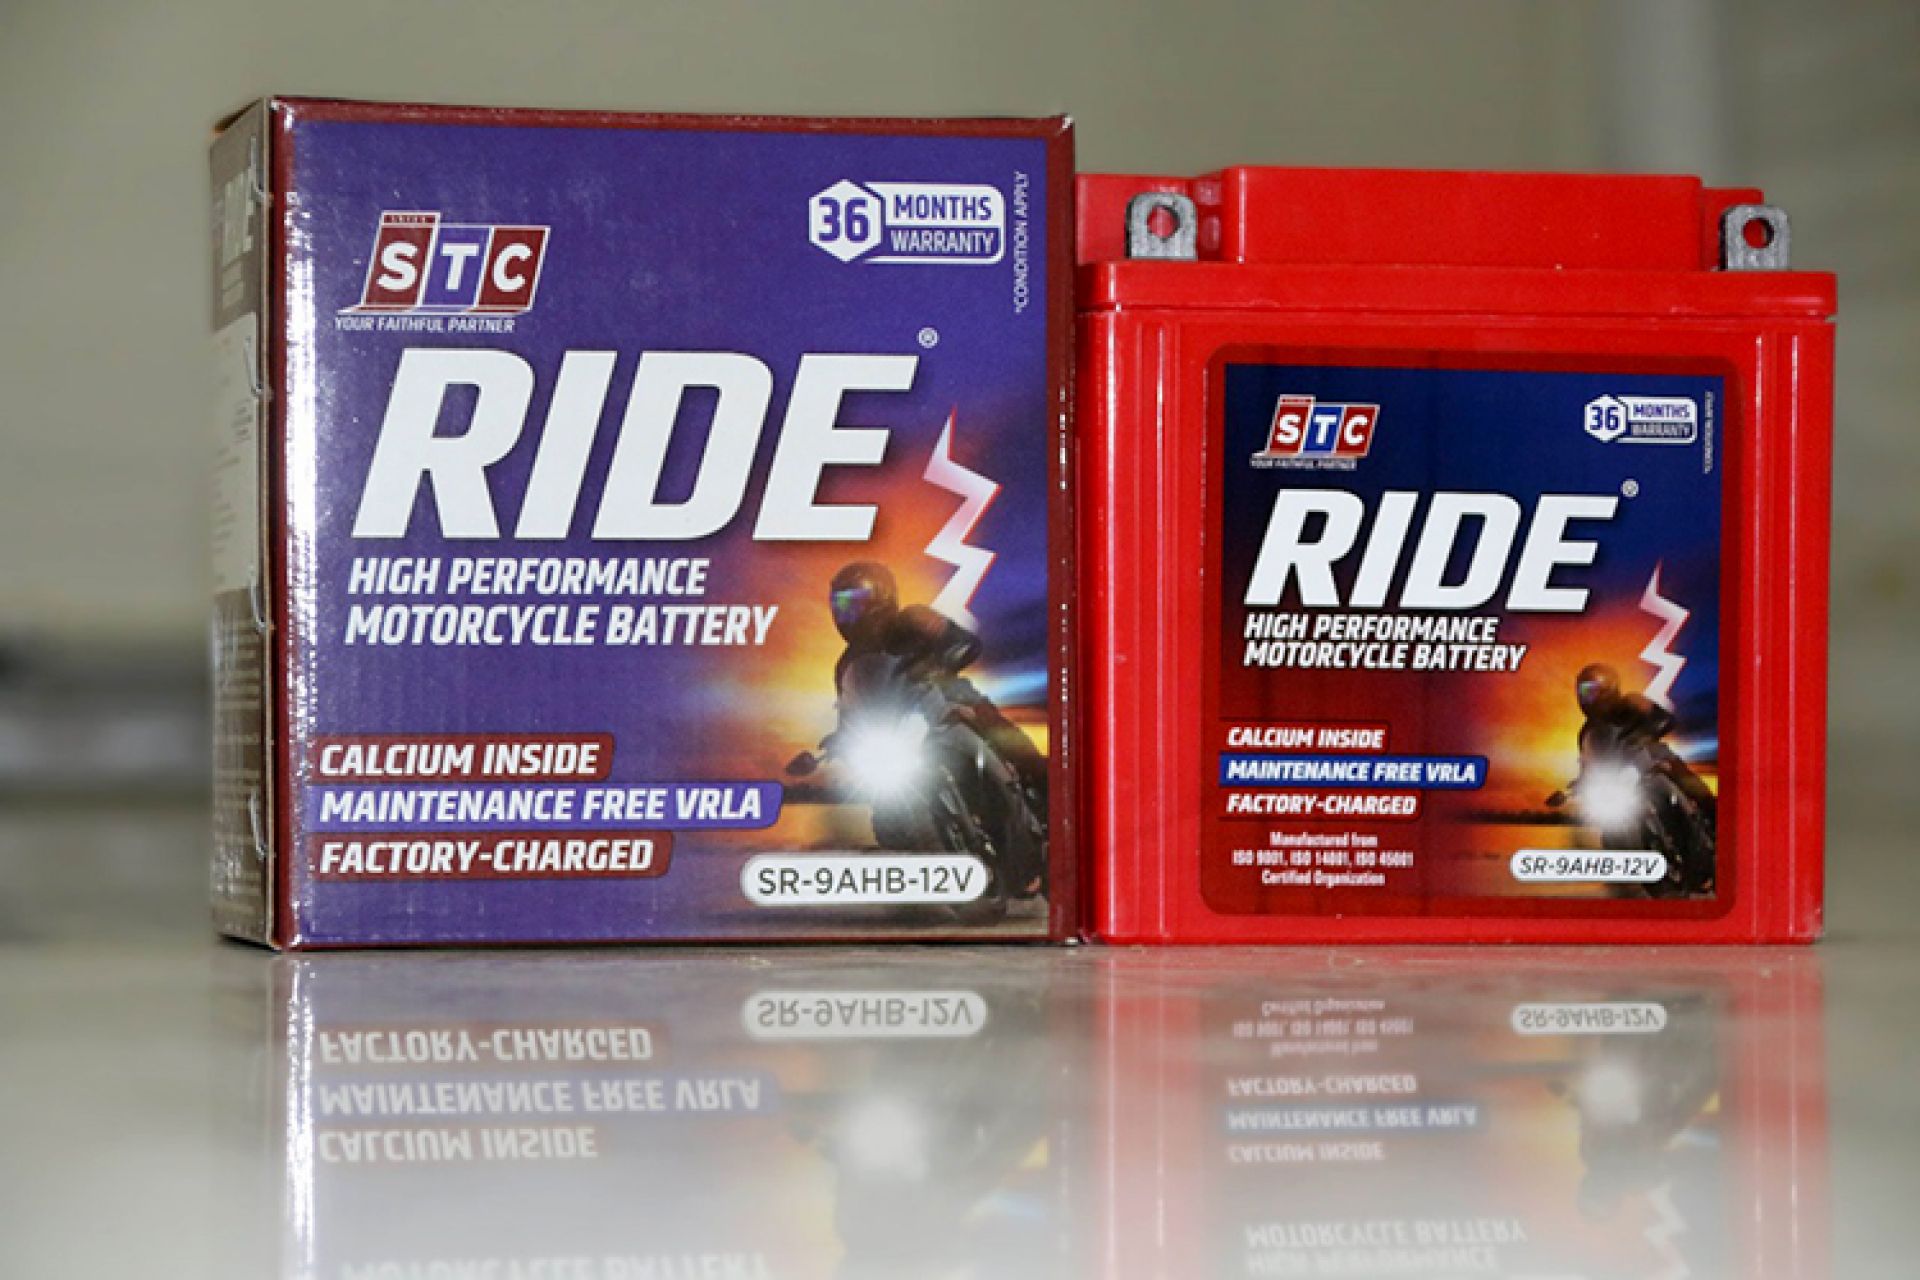 STC
YOUR FAITHFUL PARTNER
36 MONTHS
WARRANTY
*CONDITION APPLY
RIDE®
HIGH PERFORMANCE
MOTORCYCLE BATTERY
CALCIUM INSIDE
MAINTENANCE FREE VRLA
FACTORY-CHARGED
SR-9AHB-12V
STC
YOUR FAITHFUL PARTNER
36 MONTHS
WARRANTY
*CONDITION APPLY
RIDE®
HIGH PERFORMANCE
MOTORCYCLE BATTERY
CALCIUM INSIDE
MAINTENANCE FREE VRLA
FACTORY-CHARGED
Manufactured from
ISO 9001, ISO 14001, ISO 45001
Certified Organization
SR-9AHB-12V